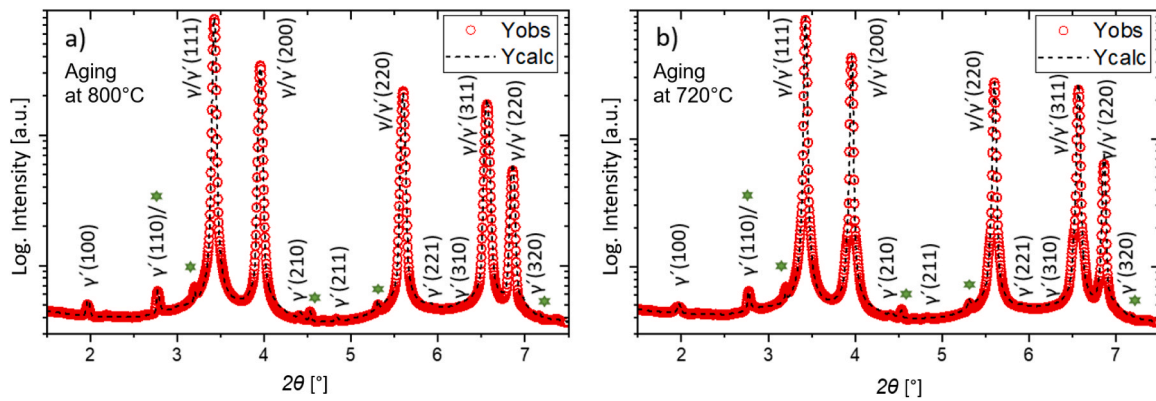 a)
Aging
at 800°C
Yobs
Ycalc
γ´(100)
γ´(110)/
γ/γ´(111)
γ/γ´(200)
γ´(210)
γ´(211)
γ/γ´(220)
γ´(221)
γ´(310)
γ/γ´(311)
γ/γ´(220)
γ´(320)
Log. Intensity [a.u.]
2 3 4 5 6 7
2θ [°]
b)
Aging
at 720°C
Yobs
Ycalc
γ´(100)
γ´(110)/
γ/γ´(111)
γ/γ´(200)
γ´(210)
γ´(211)
γ/γ´(220)
γ´(221)
γ´(310)
γ/γ´(311)
γ/γ´(220)
γ´(320)
Log. Intensity [a.u.]
2 3 4 5 6 7
2θ [°]